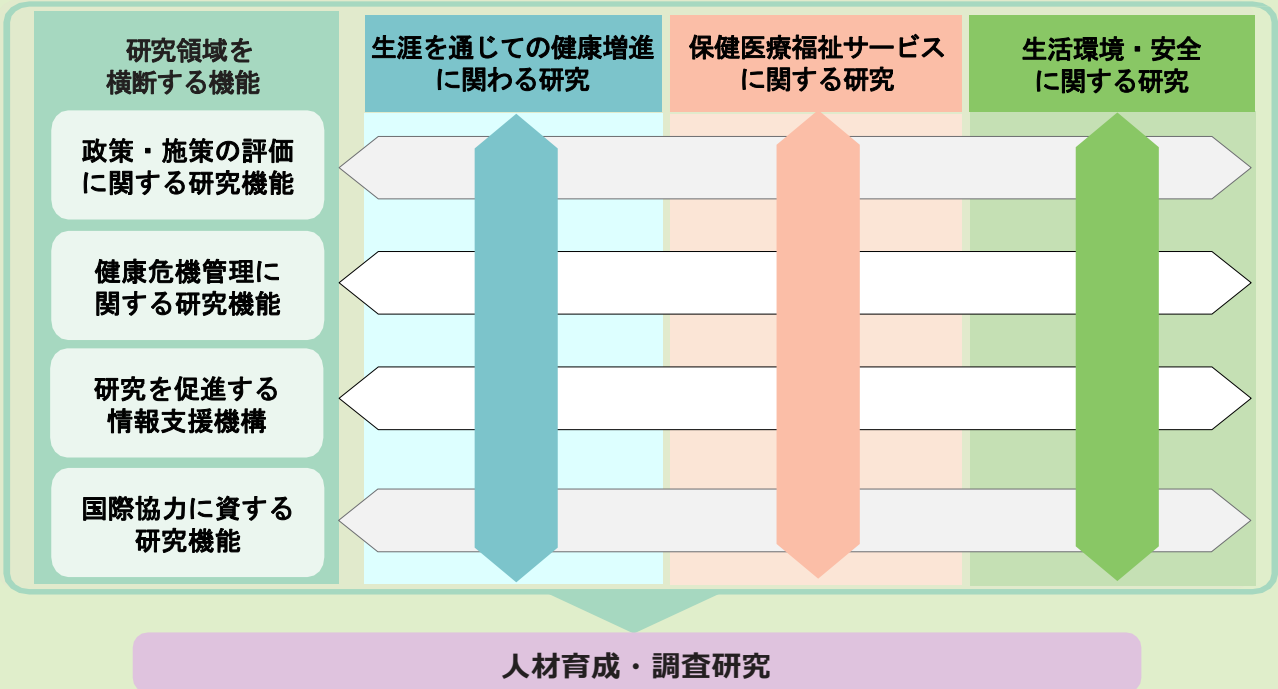 研究領域を
横断する機能
生涯を通じての健康増進
に関わる研究
保健医療福祉サービス
に関する研究
生活環境・安全
に関する研究
政策・施策の評価
に関する研究機能
健康危機管理に
関する研究機能
研究を促進する
情報支援機構
国際協力に資する
研究機能
人材育成・調査研究